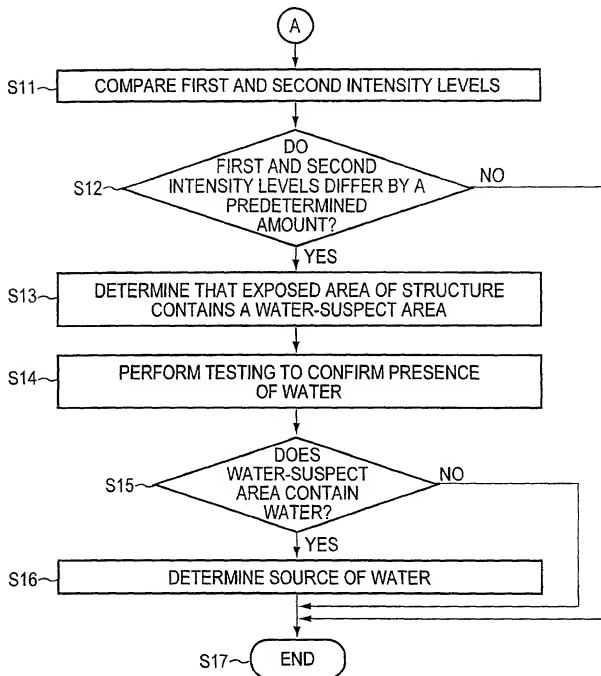 A
S11 COMPARE FIRST AND SECOND INTENSITY LEVELS
DO
FIRST AND SECOND
S12 INTENSITY LEVELS DIFFER BY A
NO
PREDETERMINED
AMOUNT?
YES
S13 DETERMINE THAT EXPOSED AREA OF STRUCTURE
CONTAINS A WATER-SUSPECT AREA
S14 PERFORM TESTING TO CONFIRM PRESENCE
OF WATER
DOES
WATER-SUSPECT
NO
S15 AREA CONTAIN
WATER?
YES
S16 DETERMINE SOURCE OF WATER
S17 END